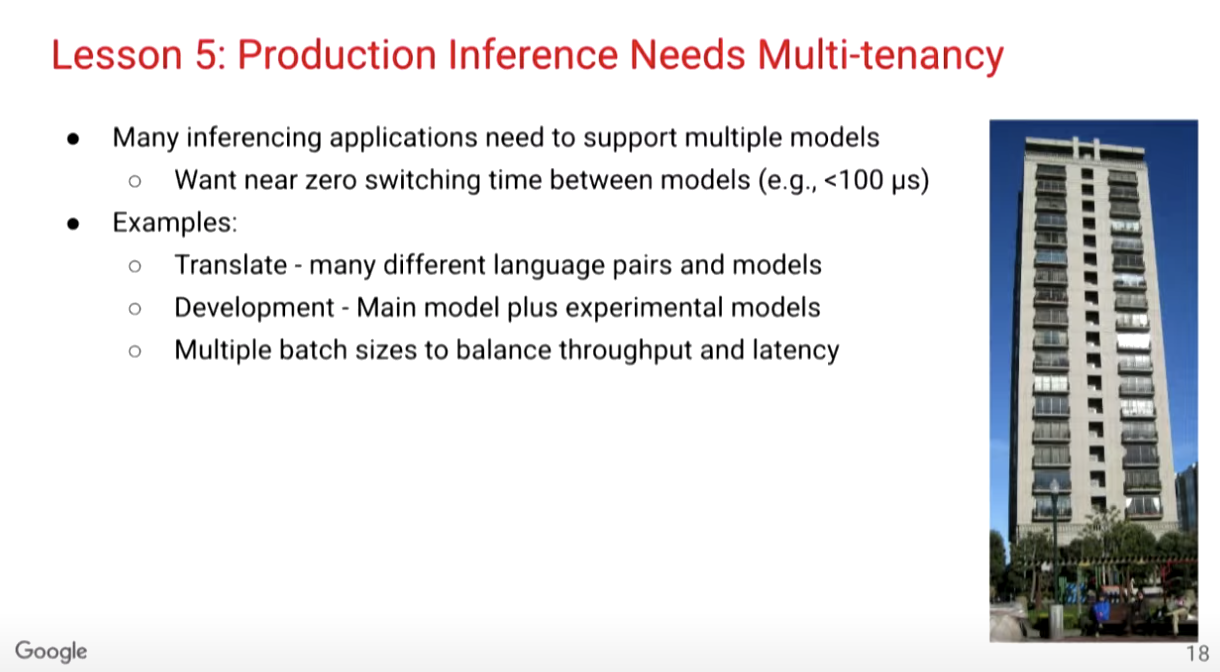 Lesson 5: Production Inference Needs Multi-tenancy
● Many inferencing applications need to support multiple models
○ Want near zero switching time between models (e.g., <100 μs)
● Examples:
○ Translate - many different language pairs and models
○ Development - Main model plus experimental models
○ Multiple batch sizes to balance throughput and latency
Google
18